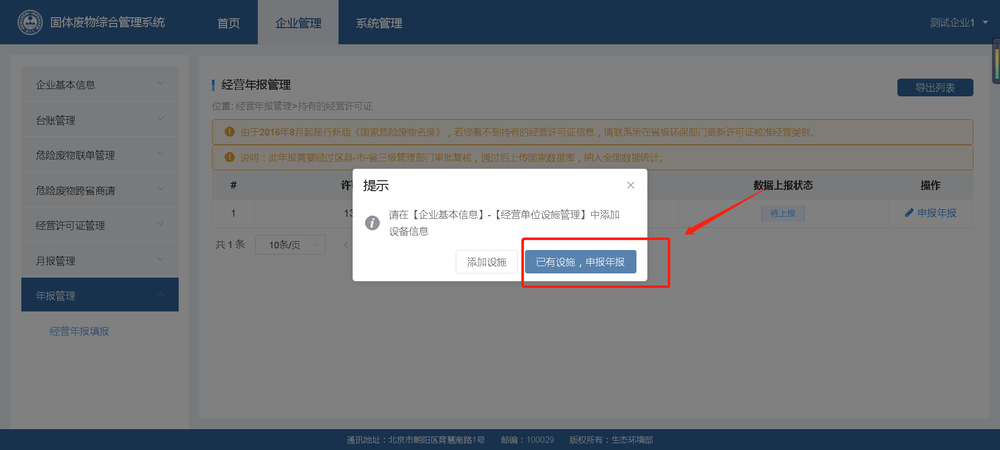 固体废物综合管理系统
首页
企业管理
系统管理
测试企业1
企业基本信息
台账管理
危险废物联单管理
危险废物跨省商请
经营许可证管理
月报管理
年报管理
经营年报填报
经营年报管理
导出列表
位置: 经营年报管理>持有的经营许可证
由于2016年8月起施行新版《国家危险废物名录》，若您看不到持有的经营许可证信息，请联系所在省级环保部门更新许可证核准经营类别。
说明：此年报需要经过区县-市-省三级管理部门审批复核，通过后上传国家数据库，纳入全国数据统计。
# 许 数据上报状态 操作
1 13 待上报 申报年报
共 1 条 10条/页
提示
请在【企业基本信息】-【经营单位设施管理】中添加
设备信息
添加设施
已有设施，申报年报
通讯地址：北京市朝阳区育慧南路1号 邮编：100029 版权所有：生态环境部